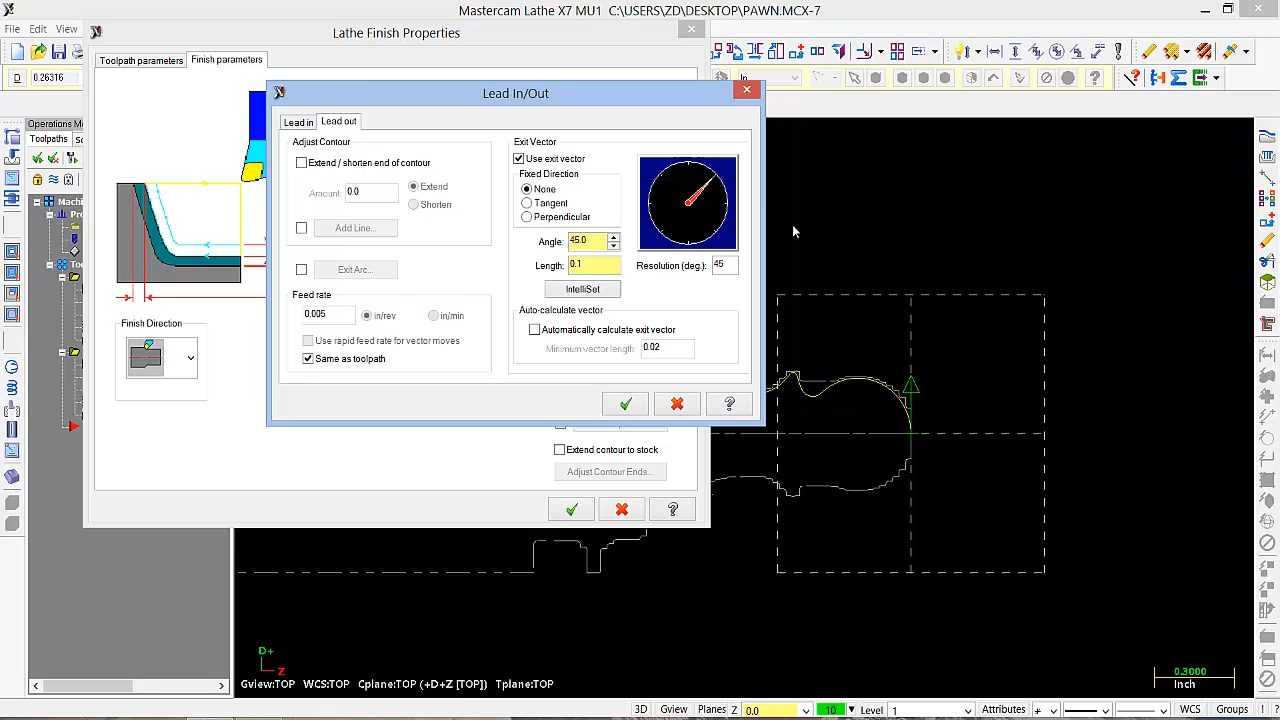 Mastercam Lathe X7 MU1 C:\USERS\ZD\DESKTOP\PAWN.MCX-7
File Edit View
Lathe Finish Properties
Toolpath parameters Finish parameters
D 0.26316
Lead In/Out
Operations M
Toolpaths
Lead in Lead out
Adjust Contour
Extend / shorten end of contour
Amount: 0.0
Extend
Shorten
Add Line...
Exit Arc...
Feed rate
0.005 in/rev in/min
Use rapid feed rate for vector moves
Same as toolpath
Exit Vector
Use exit vector
Fixed Direction
None
Tangent
Perpendicular
Angle: 45.0
Length: 0.1 Resolution (deg.): 45
IntelliSet
Auto-calculate vector
Automatically calculate exit vector
Minimum vector length: 0.02
Machi
Finish Direction
Extend contour to stock
Adjust Contour Ends...
D+
Z
Gview:TOP WCS:TOP Cplane:TOP (+D+Z [TOP]) Tplane:TOP
0.3000
Inch
3D Gview Planes Z 0.0 10 Level 1 Attributes WCS Groups